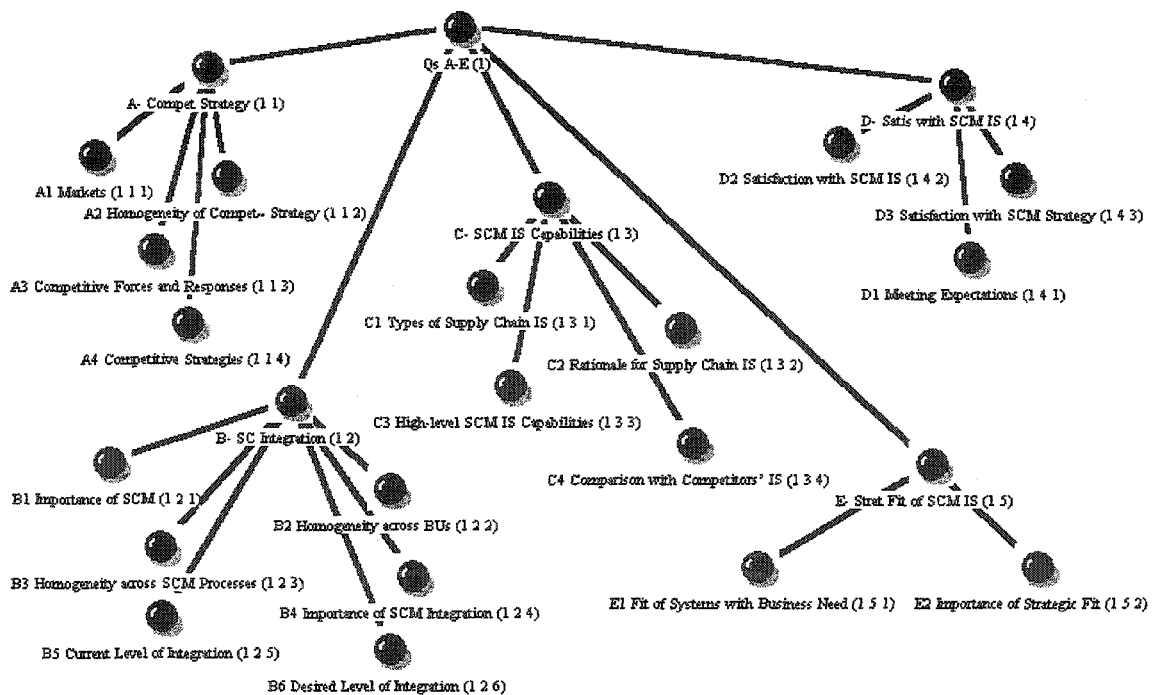 Qs A-E (1)
A- Compet Strategy (1 1)
D- Satis with SCM IS (1 4)
A1 Markets (1 1 1)
D2 Satisfaction with SCM IS (1 4 2)
A2 Homogeneity of Compet-- Strategy (1 1 2)
D3 Satisfaction with SCM Strategy (1 4 3)
C- SCM IS Capabilities (1 3)
A3 Competitive Forces and Responses (1 1 3)
D1 Meeting Expectations (1 4 1)
C1 Types of Supply Chain IS (1 3 1)
A4 Competitive Strategies (1 1 4)
C2 Rationale for Supply Chain IS (1 3 2)
C3 High-level SCM IS Capabilities (1 3 3)
B- SC Integration (1 2)
C4 Comparison with Competitors' IS (1 3 4)
B1 Importance of SCM (1 2 1)
E- Strat Fit of SCM IS (1 5)
B2 Homogeneity across BUs (1 2 2)
B3 Homogeneity across SCM Processes (1 2 3)
E1 Fit of Systems with Business Need (1 5 1)
E2 Importance of Strategic Fit (1 5 2)
B4 Importance of SCM Integration (1 2 4)
B5 Current Level of Integration (1 2 5)
B6 Desired Level of Integration (1 2 6)